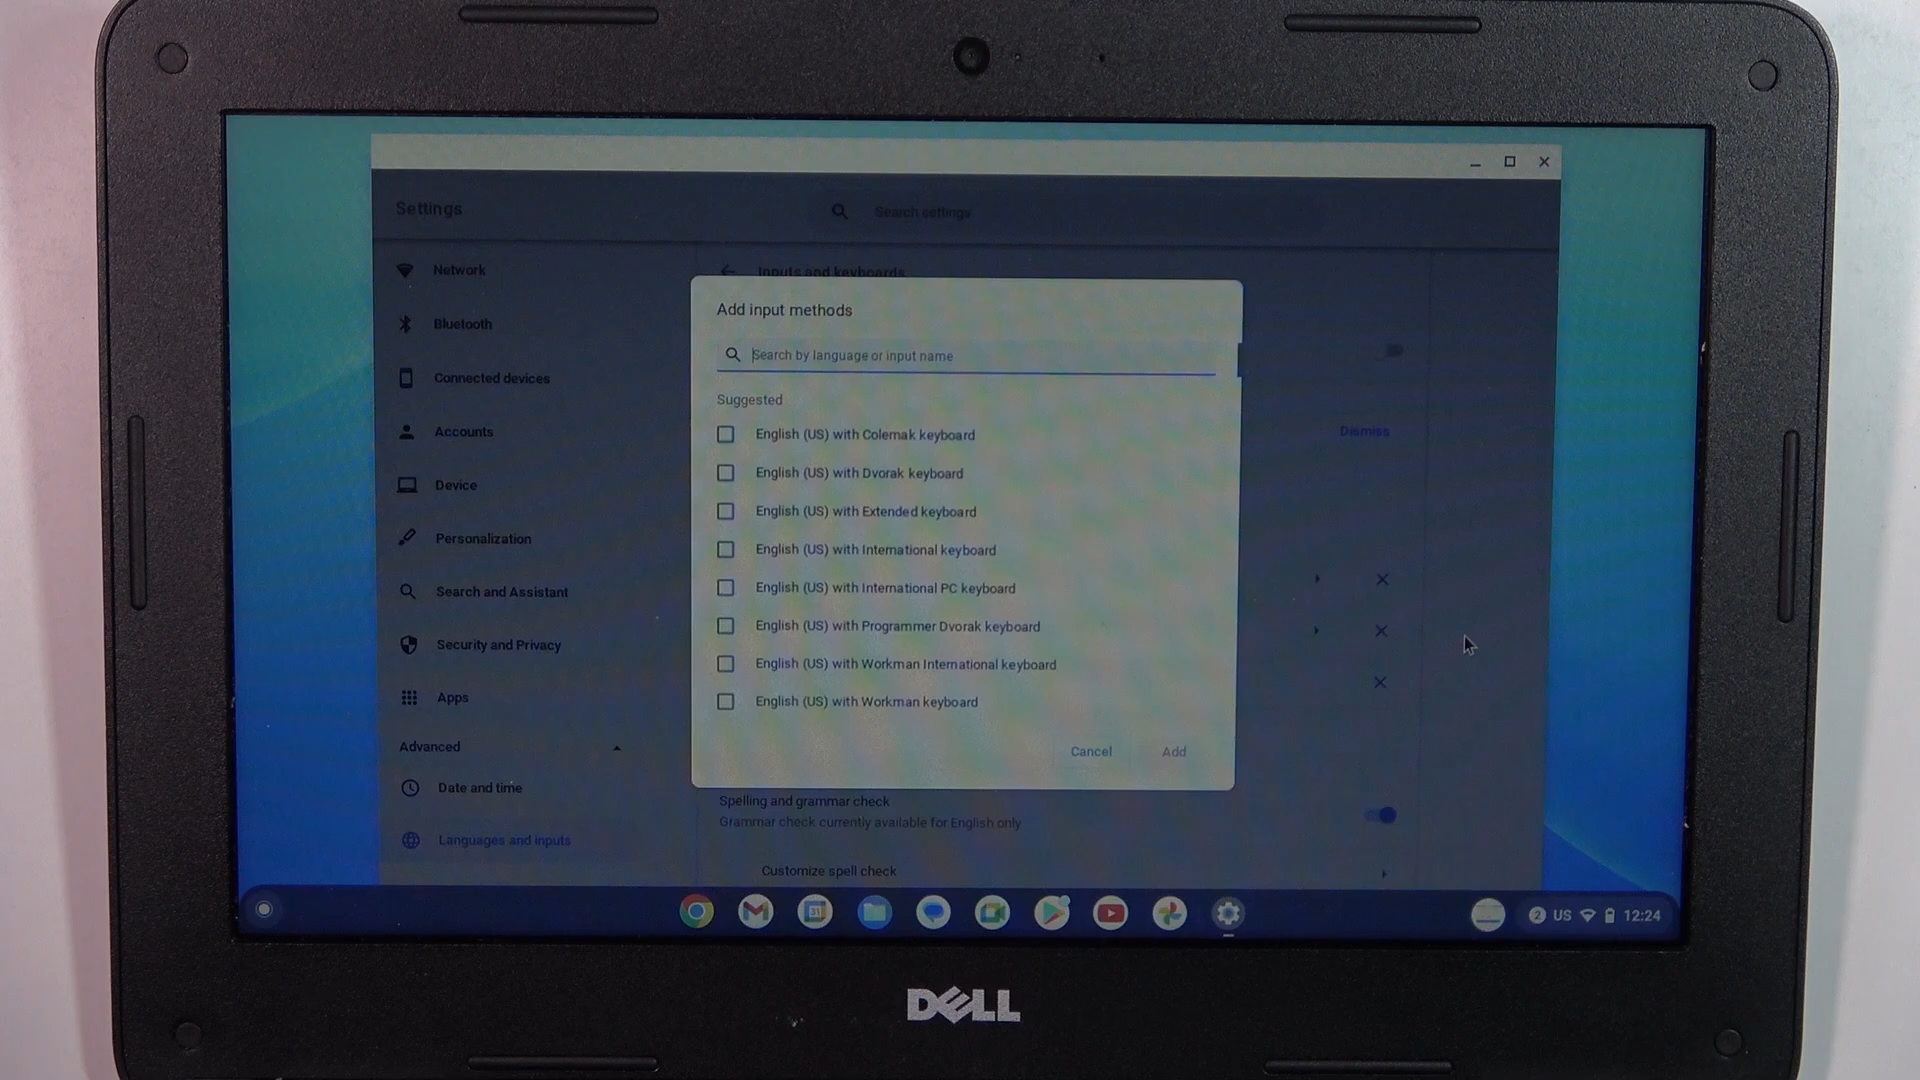 Settings
Search settings
Network
Bluetooth
Connected devices
Accounts
Device
Personalization
Search and Assistant
Security and Privacy
Apps
Advanced
Date and time
Languages and inputs
Inputs and keyboards
Dismiss
Add input methods
Search by language or input name
Suggested
English (US) with Colemak keyboard
English (US) with Dvorak keyboard
English (US) with Extended keyboard
English (US) with International keyboard
English (US) with International PC keyboard
English (US) with Programmer Dvorak keyboard
English (US) with Workman International keyboard
English (US) with Workman keyboard
Cancel Add
Spelling and grammar check
Grammar check currently available for English only
Customize spell check
31
2 US 12:24
DELL